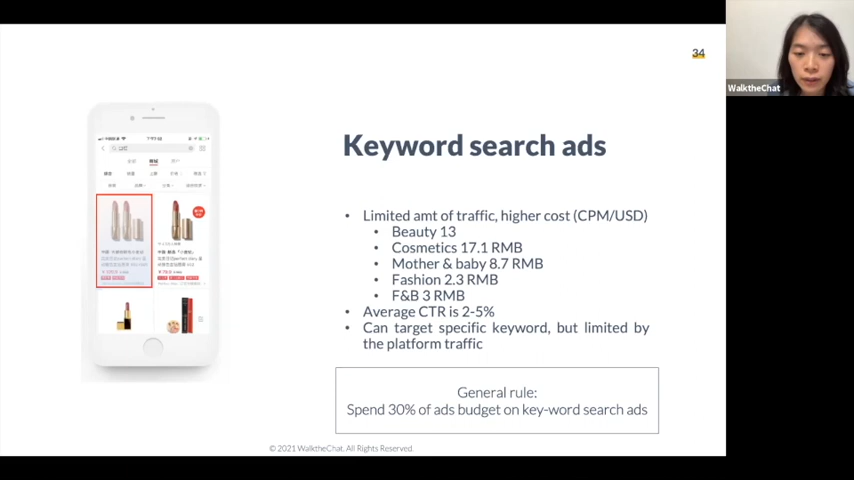 34
WalktheChat
Keyword search ads
• Limited amt of traffic, higher cost (CPM/USD)
• Beauty 13
• Cosmetics 17.1 RMB
• Mother & baby 8.7 RMB
• Fashion 2.3 RMB
• F&B 3 RMB
• Average CTR is 2-5%
• Can target specific keyword, but limited by
the platform traffic
General rule:
Spend 30% of ads budget on key-word search ads
© 2021 WalktheChat. All Rights Reserved.